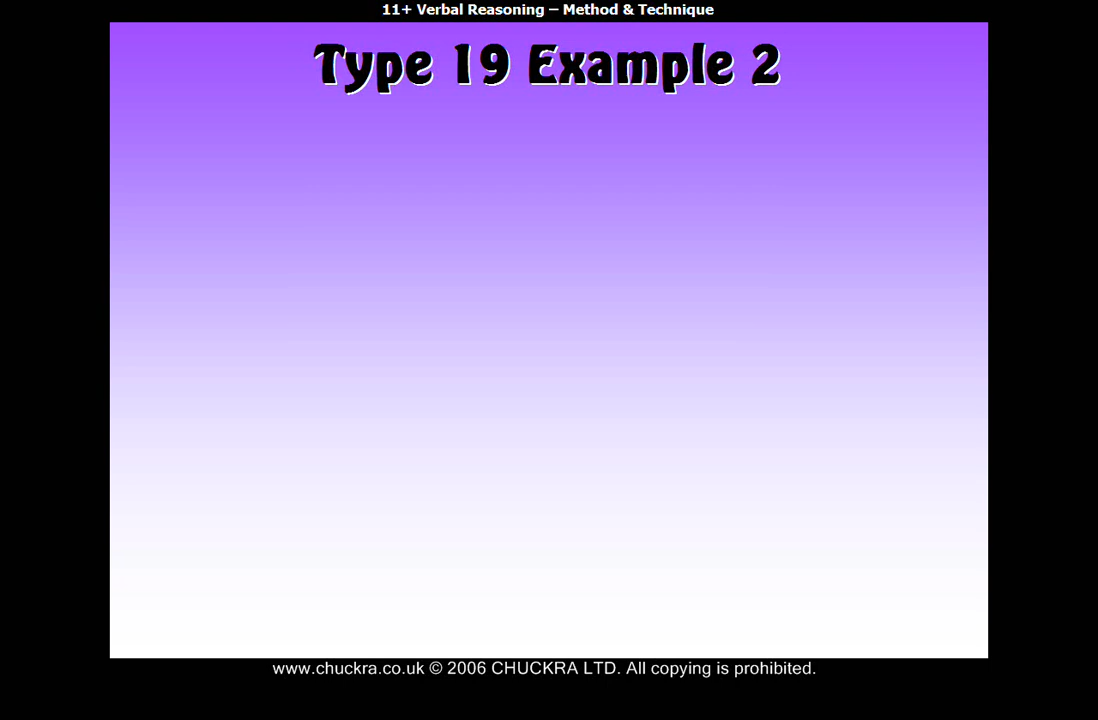 11+ Verbal Reasoning – Method & Technique
Type 19 Example 2
www.chuckra.co.uk © 2006 CHUCKRA LTD. All copying is prohibited.